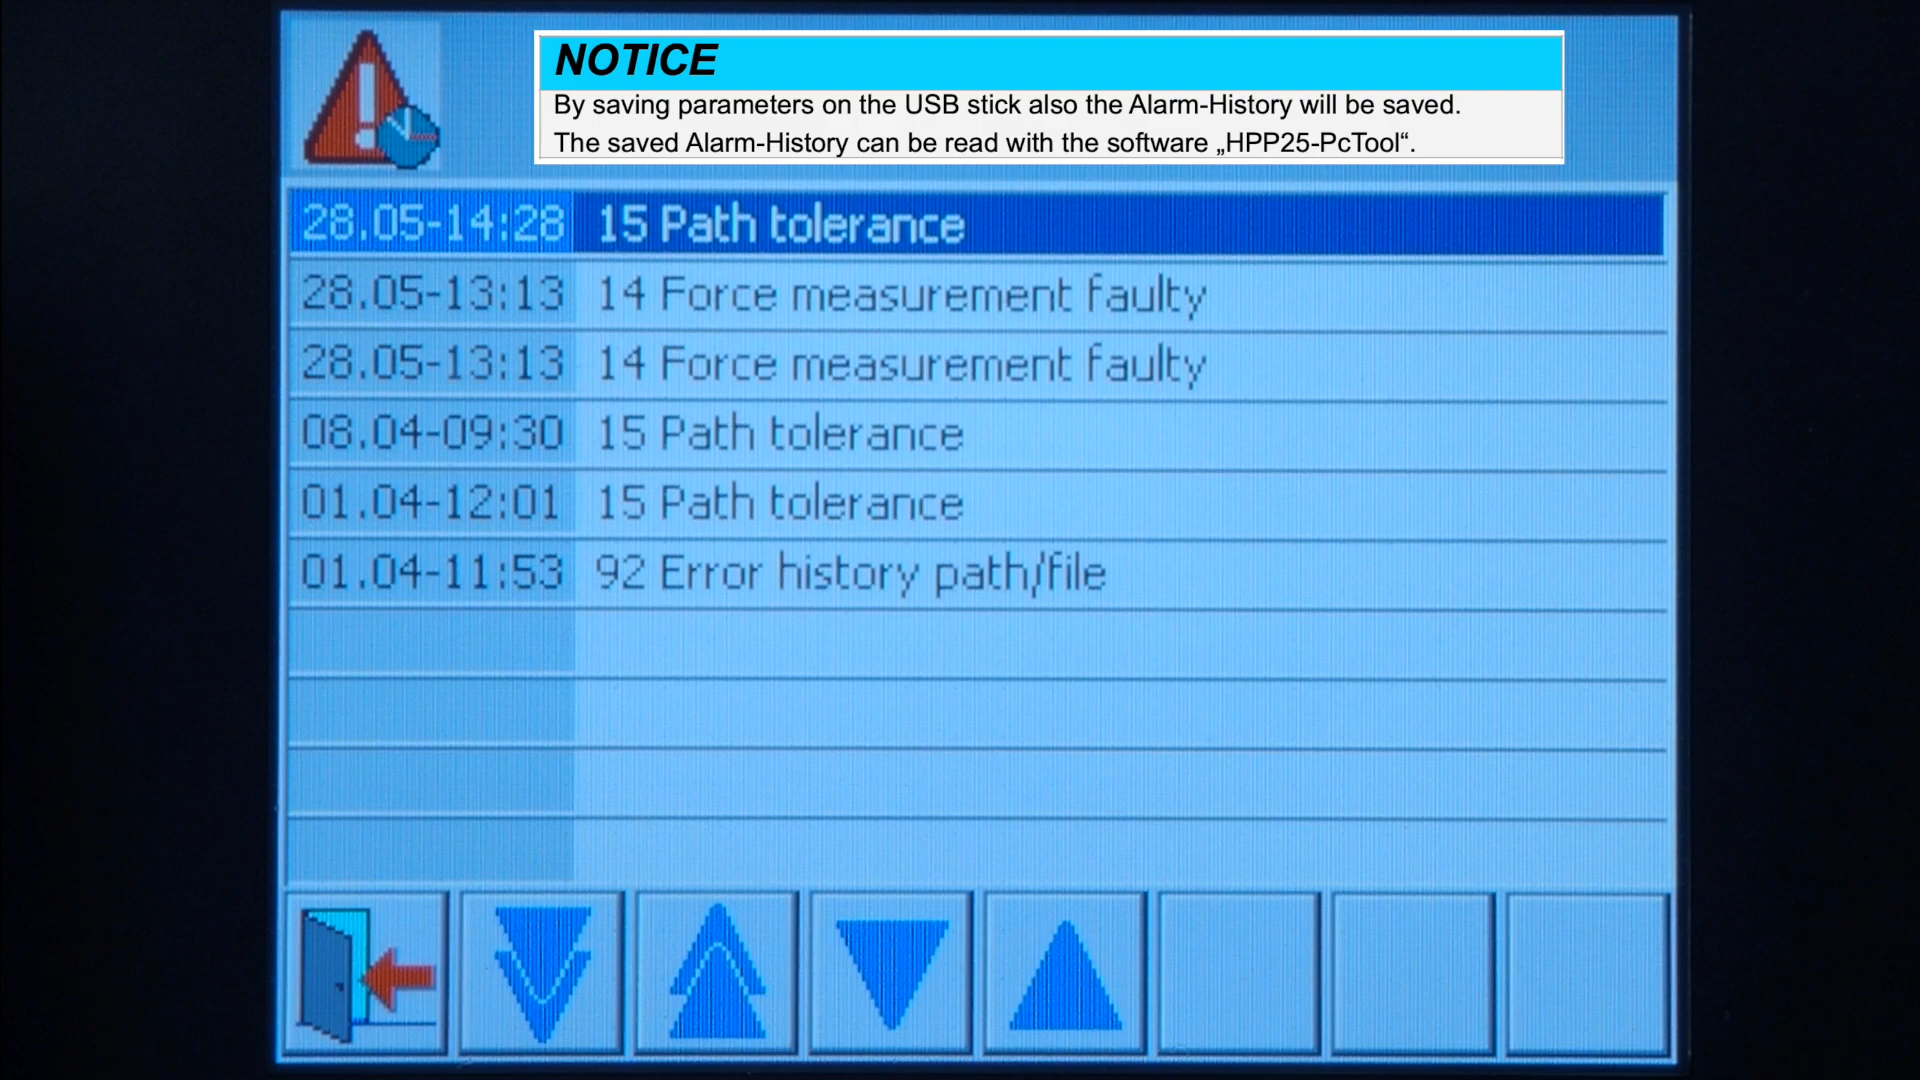 NOTICE
By saving parameters on the USB stick also the Alarm-History will be saved.
The saved Alarm-History can be read with the software „HPP25-PcTool“.
28.05-14:28 15 Path tolerance
28.05-13:13 14 Force measurement faulty
28.05-13:13 14 Force measurement faulty
08.04-09:30 15 Path tolerance
01.04-12:01 15 Path tolerance
01.04-11:53 92 Error history path/file